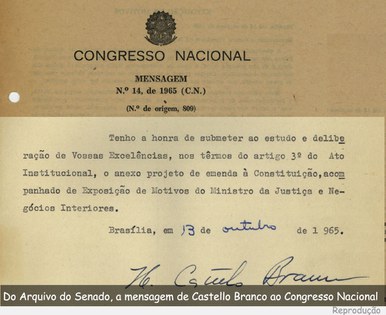 CONGRESSO NACIONAL
MENSAGEM
N.º 14, de 1965 (C.N.)
(N.º de origem, 800)
Tenho a honra de submeter ao estudo e delibe
ração de Vossas Excelências, nos têrmos do artigo 3º do Ato
Institucional, o anexo projeto de emenda à Constituição, acom
panhado de Exposição de Motivos do Ministro da Justiça e Ne-
gócios Interiores.
Brasília, em 13 de outubro de 1965.
H. Castello Branco
Do Arquivo do Senado, a mensagem de Castello Branco ao Congresso Nacional
Reprodução